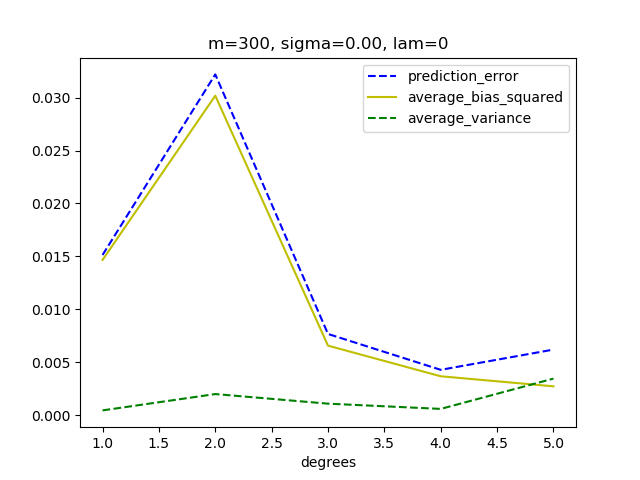 m=300, sigma=0.00, lam=0
prediction_error
average_bias_squared
average_variance
0.030
0.025
0.020
0.015
0.010
0.005
0.000
1.0 1.5 2.0 2.5 3.0 3.5 4.0 4.5 5.0
degrees